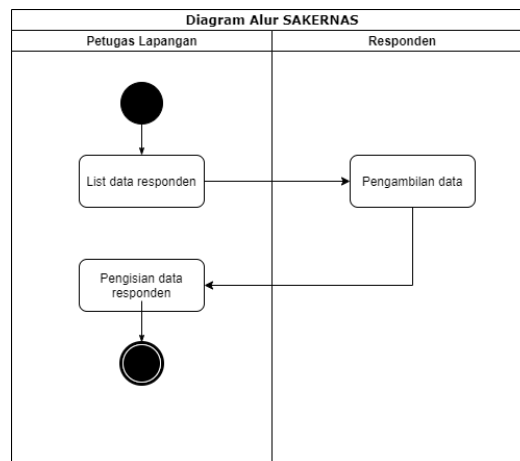 Diagram Alur SAKERNAS
Petugas Lapangan
Responden
List data responden
Pengambilan data
Pengisian data
responden